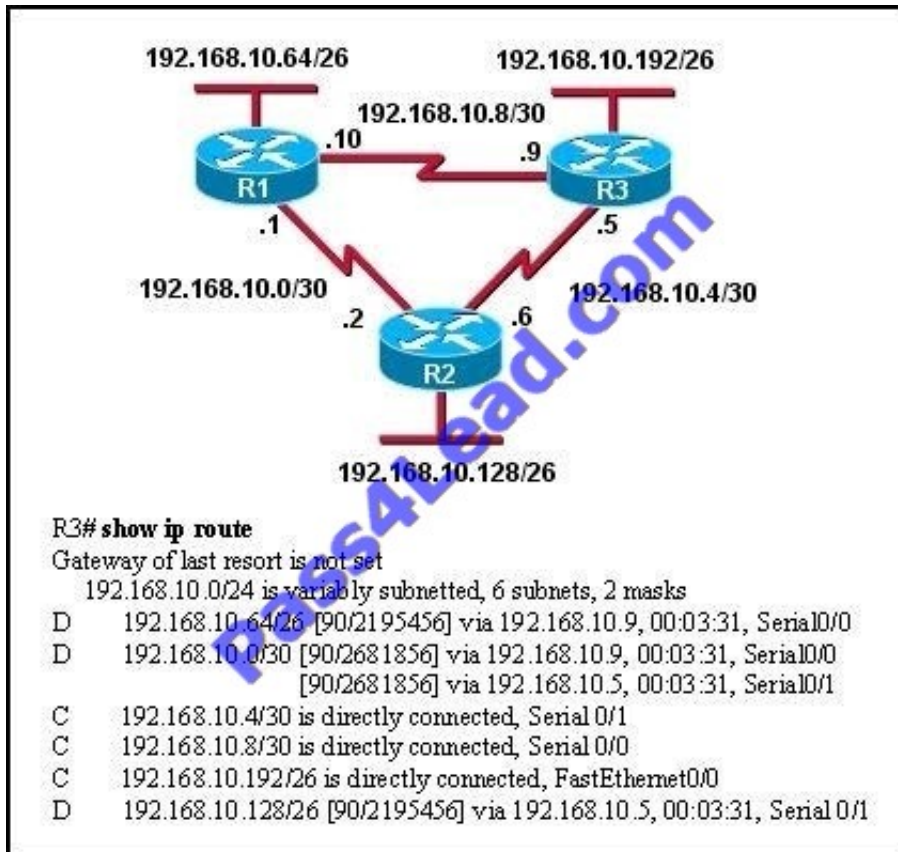 192.168.10.64/26
192.168.10.192/26
192.168.10.8/30
.10
.9
R1
R3
.1
.5
192.168.10.0/30
192.168.10.4/30
.2
.6
R2
192.168.10.128/26
Pass4Lead.com
R3# show ip route
Gateway of last resort is not set
192.168.10.0/24 is variably subnetted, 6 subnets, 2 masks
D 192.168.10.64/26 [90/2195456] via 192.168.10.9, 00:03:31, Serial0/0
D 192.168.10.0/30 [90/2681856] via 192.168.10.9, 00:03:31, Serial0/0
[90/2681856] via 192.168.10.5, 00:03:31, Serial0/1
C 192.168.10.4/30 is directly connected, Serial 0/1
C 192.168.10.8/30 is directly connected, Serial 0/0
C 192.168.10.192/26 is directly connected, FastEthernet0/0
D 192.168.10.128/26 [90/2195456] via 192.168.10.5, 00:03:31, Serial 0/1